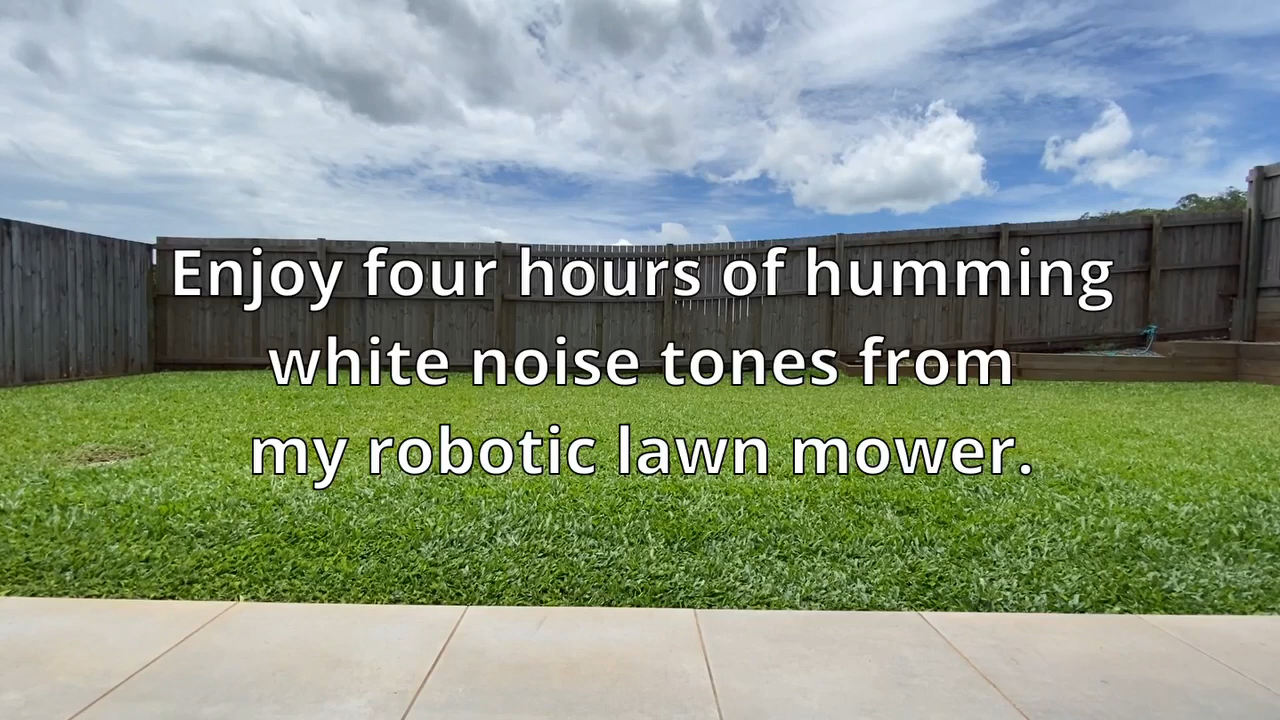 Enjoy four hours of humming
white noise tones from
my robotic lawn mower.